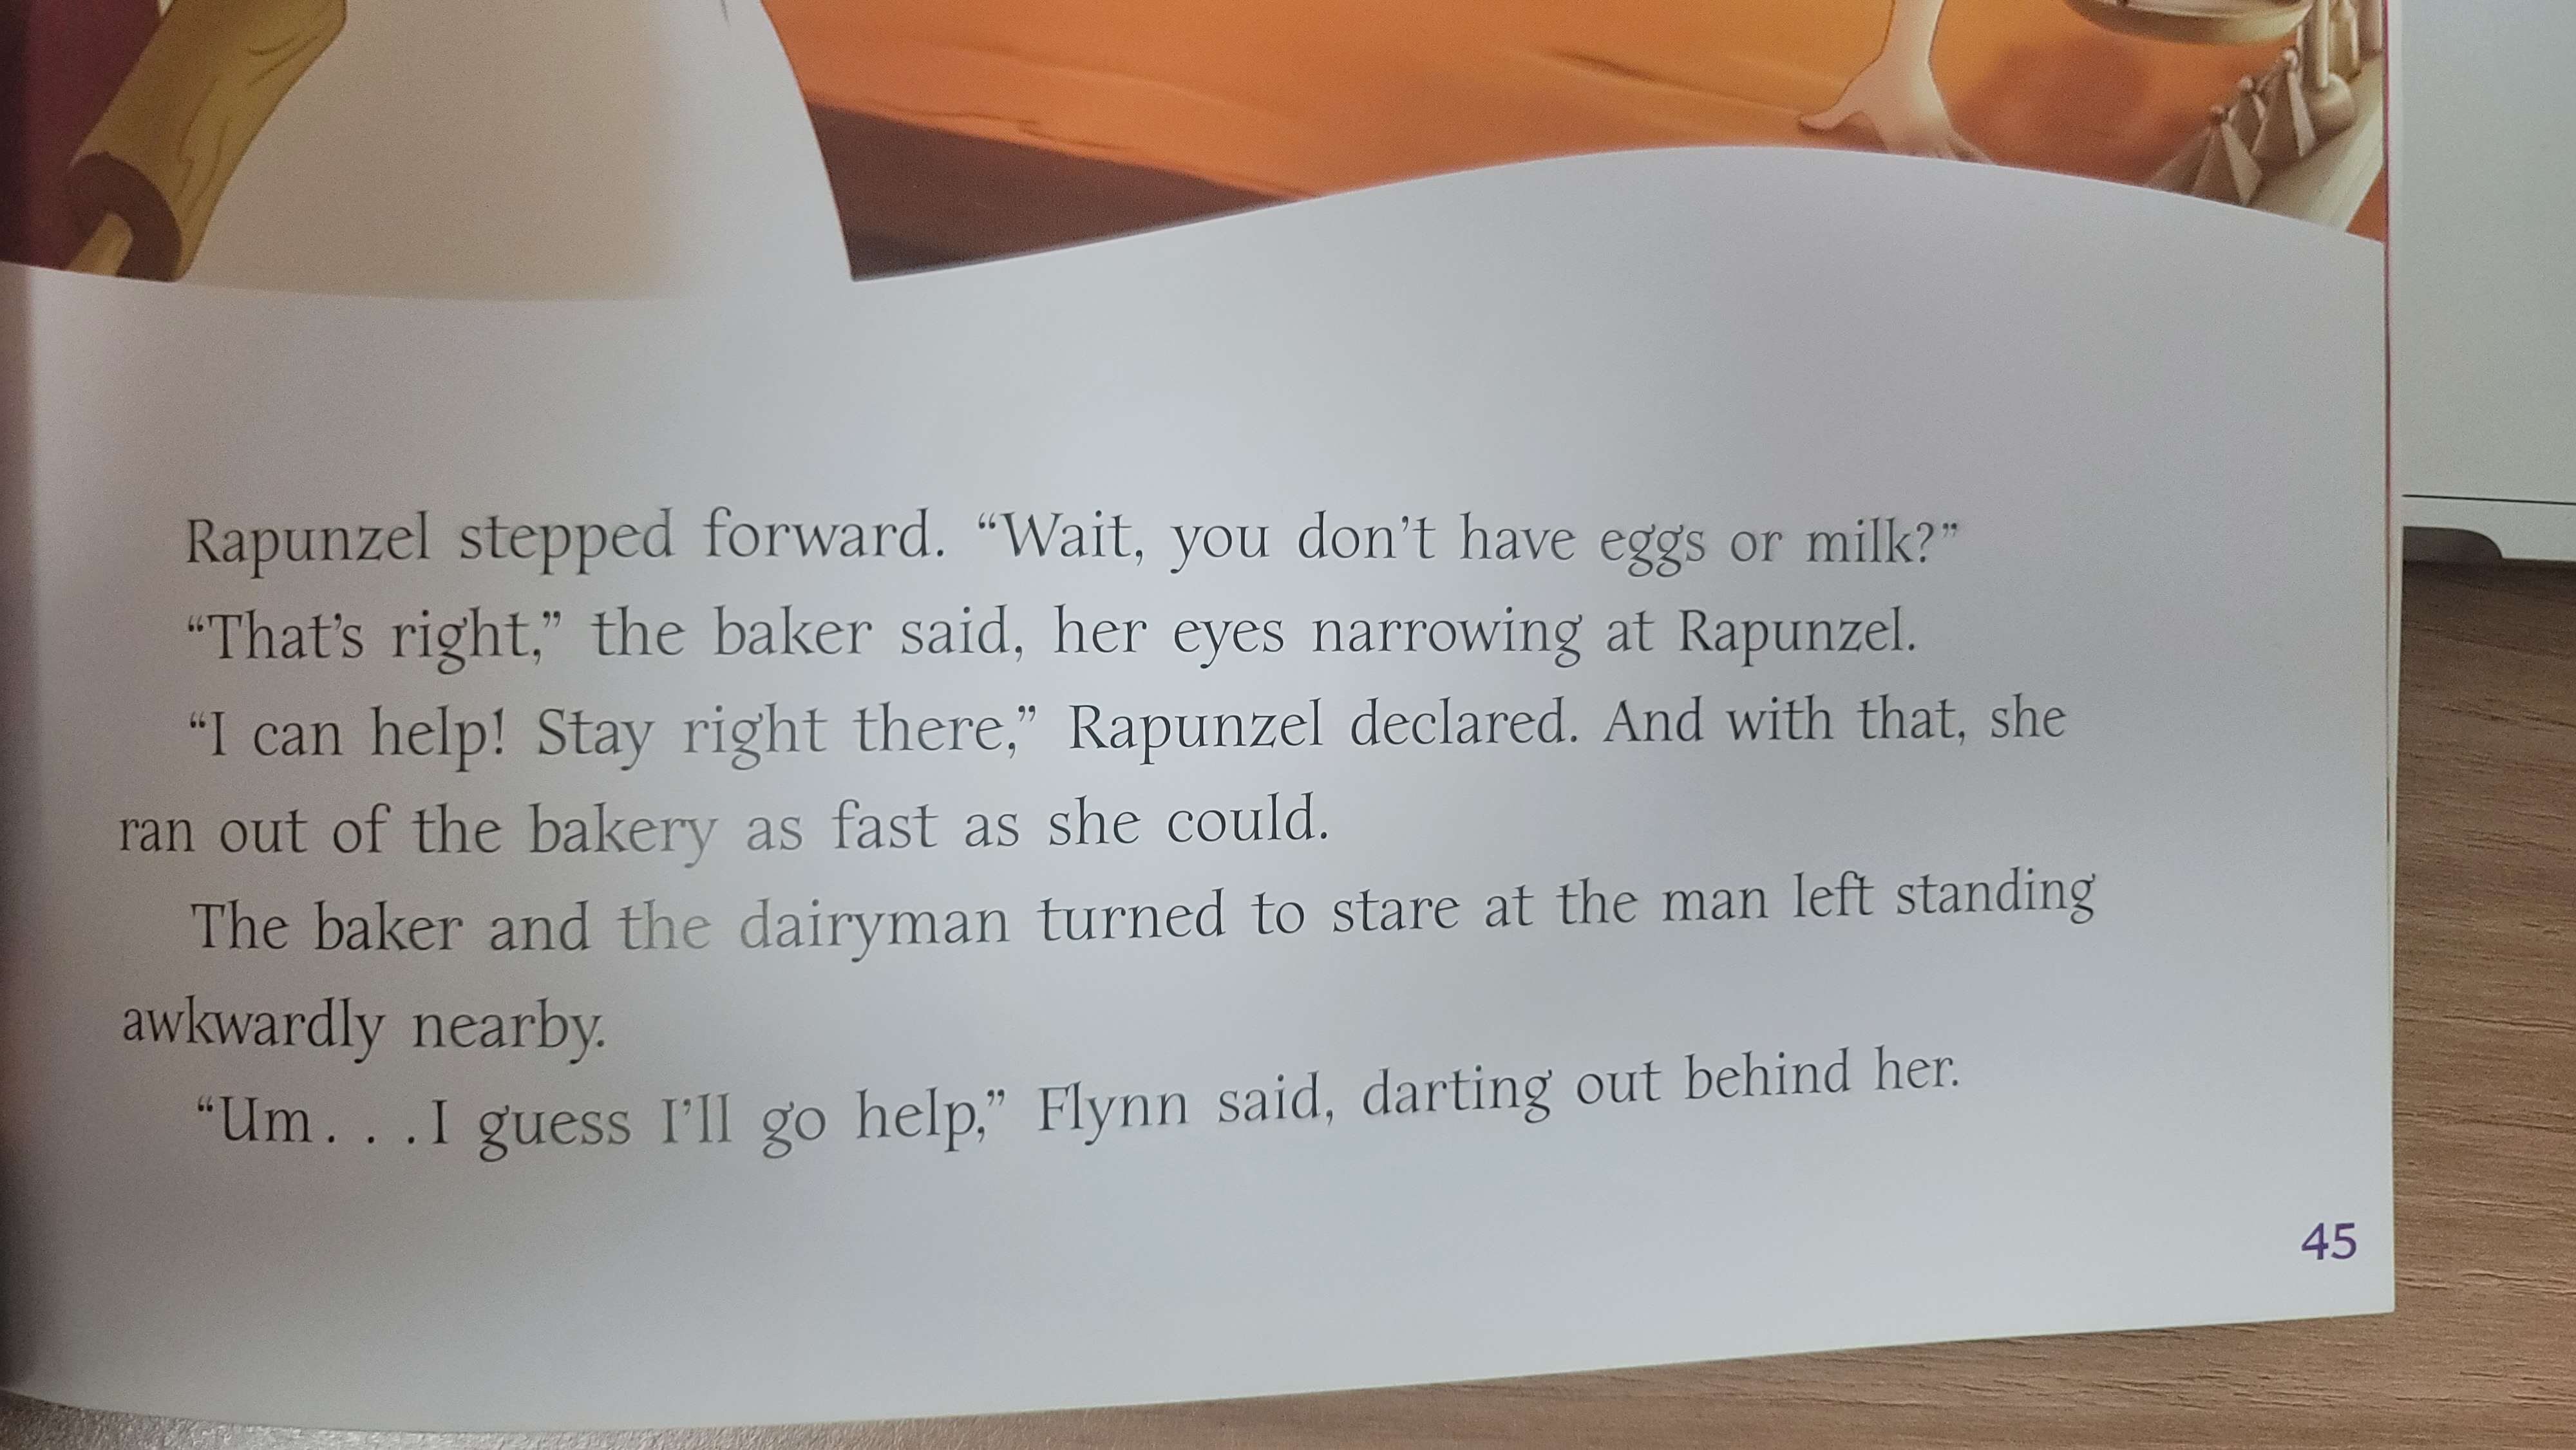 Rapunzel stepped forward. “Wait, you don’t have eggs or milk?”
“That’s right,” the baker said, her eyes narrowing at Rapunzel.
“I can help! Stay right there,” Rapunzel declared. And with that, she
ran out of the bakery as fast as she could.
The baker and the dairyman turned to stare at the man left standing
awkwardly nearby.
“Um. . .I guess I’ll go help,” Flynn said, darting out behind her.
45